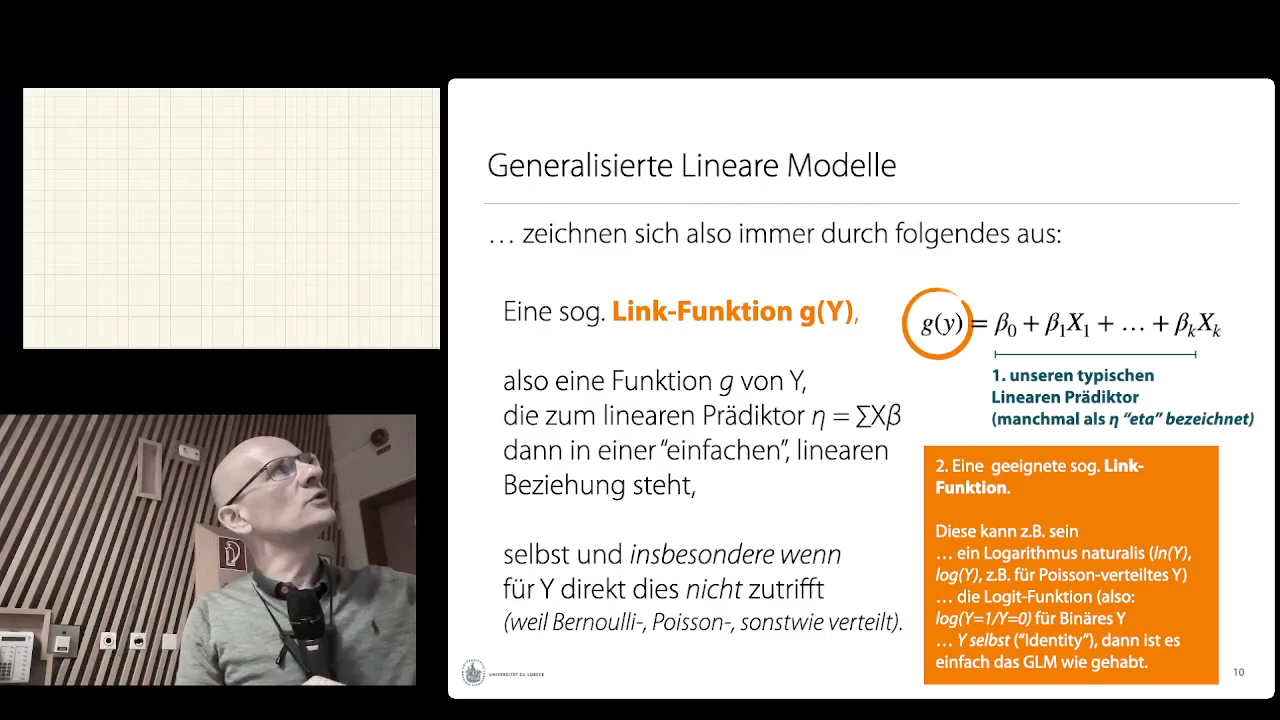 Generalisierte Lineare Modelle
… zeichnen sich also immer durch folgendes aus:
Eine sog. Link-Funktion g(Y),
also eine Funktion g von Y,
die zum linearen Prädiktor η = ∑Xβ
dann in einer “einfachen”, linearen
Beziehung steht,
selbst und insbesondere wenn
für Y direkt dies nicht zutrifft
(weil Bernoulli-, Poisson-, sonstwie verteilt).
g(y) = β₀ + β₁X₁ + … + βₖXₖ
1. unseren typischen
Linearen Prädiktor
(manchmal als η “eta” bezeichnet)
2. Eine geeignete sog. Link-
Funktion.
Diese kann z.B. sein
… ein Logarithmus naturalis (ln(Y),
log(Y), z.B. für Poisson-verteiltes Y)
… die Logit-Funktion (also:
log(Y=1/Y=0) für Binäres Y
… Y selbst (“Identity”), dann ist es
einfach das GLM wie gehabt.
UNIVERSITÄT ZU LÜBECK
10